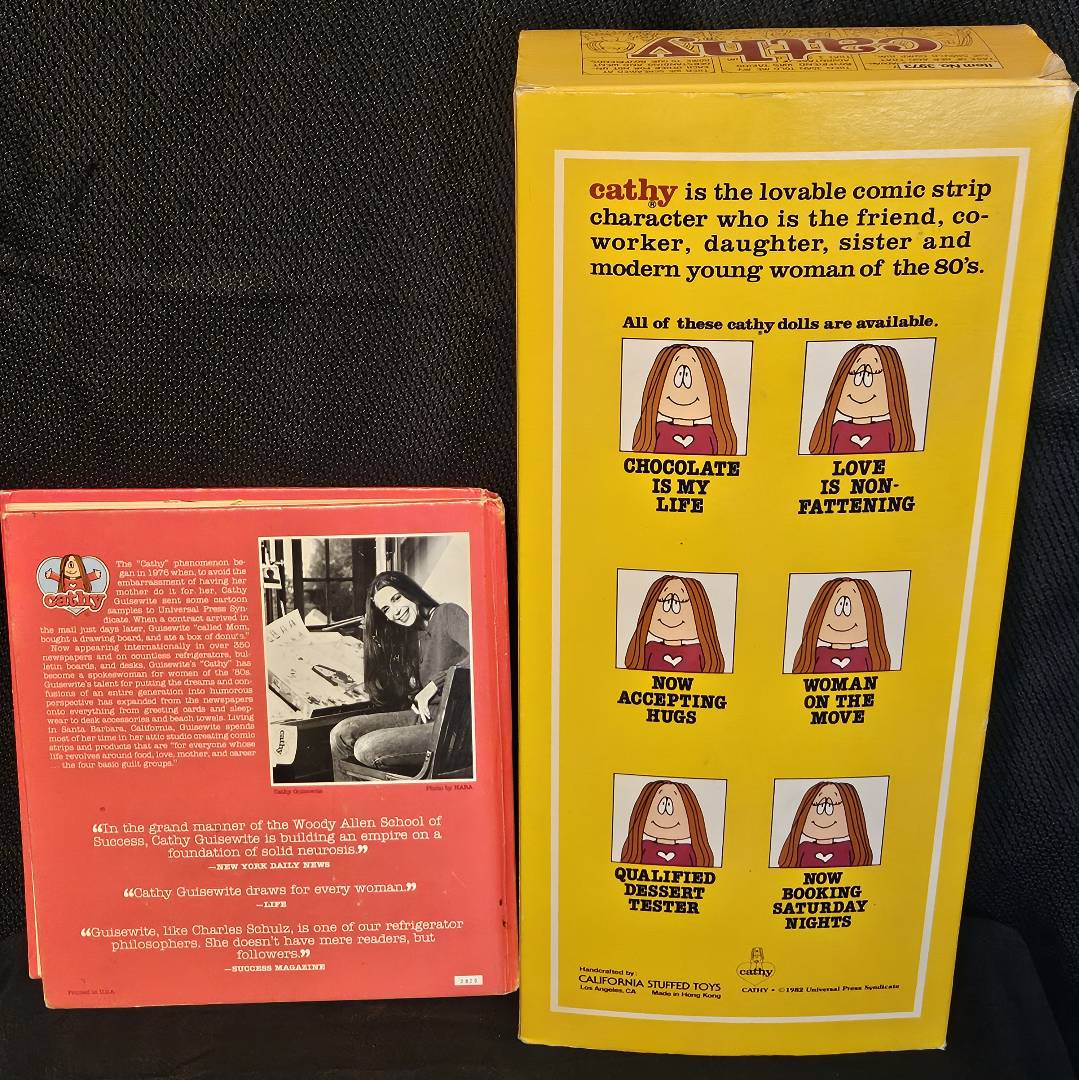 cathy
The "Cathy" phenomenon be-
gan in 1976 when, to avoid the
embarrassment of having her
mother do it for her, Cathy
Guisewite sent some cartoon
samples to Universal Press Syn-
dicate. When a contract arrived in
the mail just days later, Guisewite "called Mom,
bought a drawing board, and ate a box of donuts."
Now appearing internationally in over 350
newspapers and on countless refrigerators, bul-
letin boards, and desks, Guisewite's "Cathy" has
become a spokeswoman for women of the '80s.
Guisewite's talent for putting the dreams and con-
fusions of an entire generation into humorous
perspective has expanded from the newspapers
onto everything from greeting cards and sleep
wear to desk accessories and beach towels. Living
in Santa Barbara, California, Guisewite spends
most of her time in her attic studio creating comic
strips and products that are "for everyone whose
life revolves around food, love, mother, and career
... the four basic guilt groups."
cathy
Cathy Guisewite
Photo by HARA
“In the grand manner of the Woody Allen School of
Success, Cathy Guisewite is building an empire on a
foundation of solid neurosis.”
—NEW YORK DAILY NEWS
“Cathy Guisewite draws for every woman.”
—LIFE
“Guisewite, like Charles Schulz, is one of our refrigerator
philosophers. She doesn't have mere readers, but
followers.”
—SUCCESS MAGAZINE
Printed in U.S.A.
2828
cathy
Item No. 3973
cathy® is the lovable comic strip
character who is the friend, co-
worker, daughter, sister and
modern young woman of the 80's.
All of these cathy dolls are available.
CHOCOLATE
IS MY
LIFE
LOVE
IS NON-
FATTENING
NOW
ACCEPTING
HUGS
WOMAN
ON THE
MOVE
QUALIFIED
DESSERT
TESTER
NOW
BOOKING
SATURDAY
NIGHTS
Handcrafted by:
CALIFORNIA STUFFED TOYS
Los Angeles, CA Made in Hong Kong
cathy
CATHY • ©1982 Universal Press Syndicate